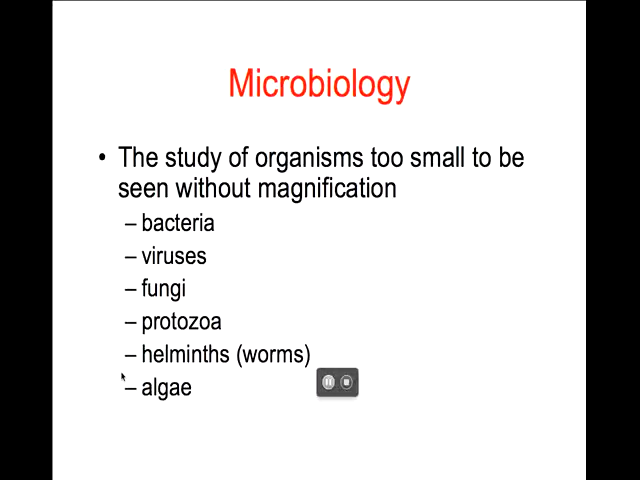 Microbiology
• The study of organisms too small to be
seen without magnification
– bacteria
– viruses
– fungi
– protozoa
– helminths (worms)
– algae